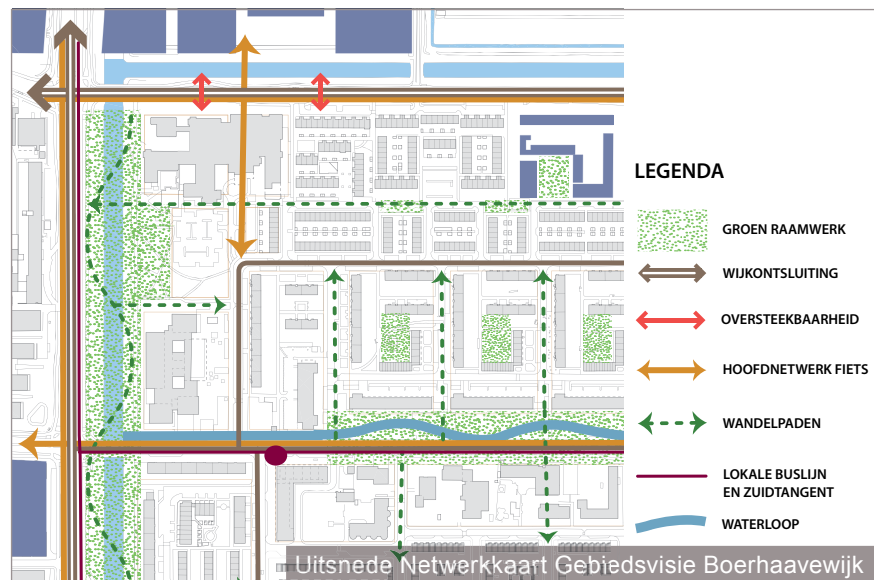 LEGENDA
GROEN RAAMWERK
WIJKONTSLUITING
OVERSTEEKBAARHEID
HOOFDNETWERK FIETS
WANDELPADEN
LOKALE BUSLIJN
EN ZUIDTANGENT
WATERLOOP
Uitsnede Netwerkkaart Gebiedsvisie Boerhaavewijk